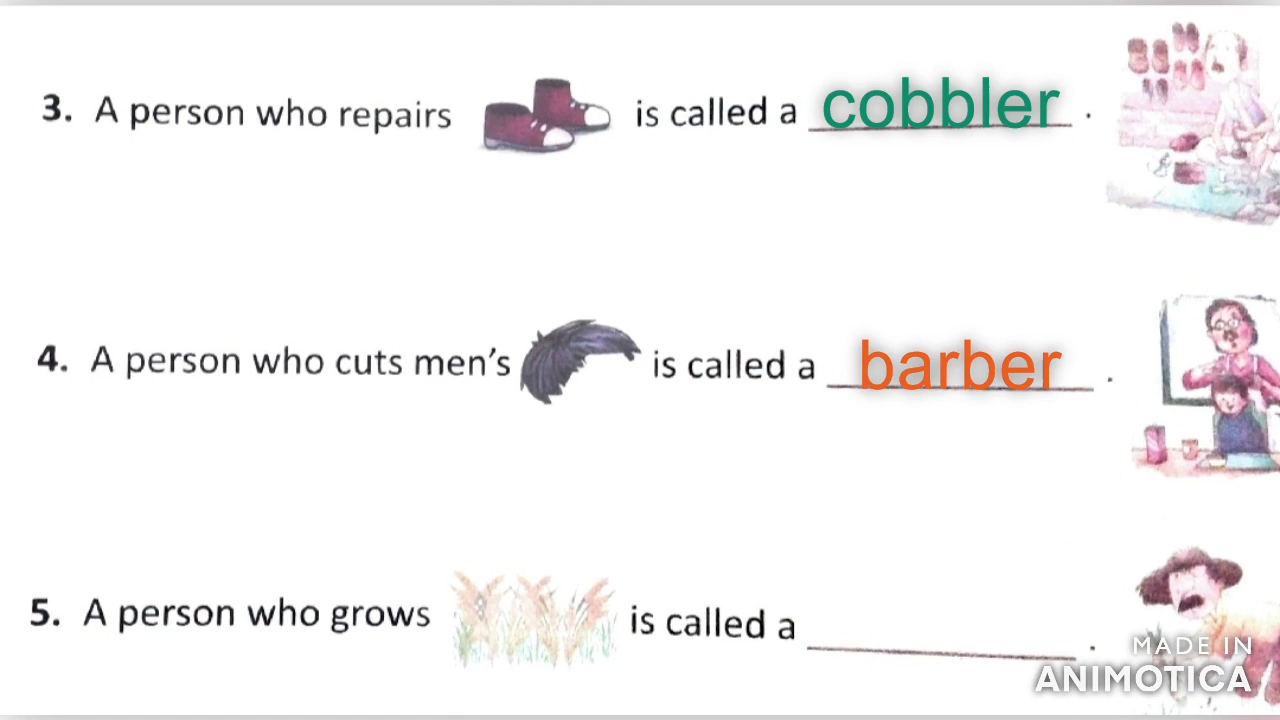 3. A person who repairs is called a cobbler.
4. A person who cuts men's is called a barber.
5. A person who grows is called a ____________.
MADE IN
ANIMOTICA